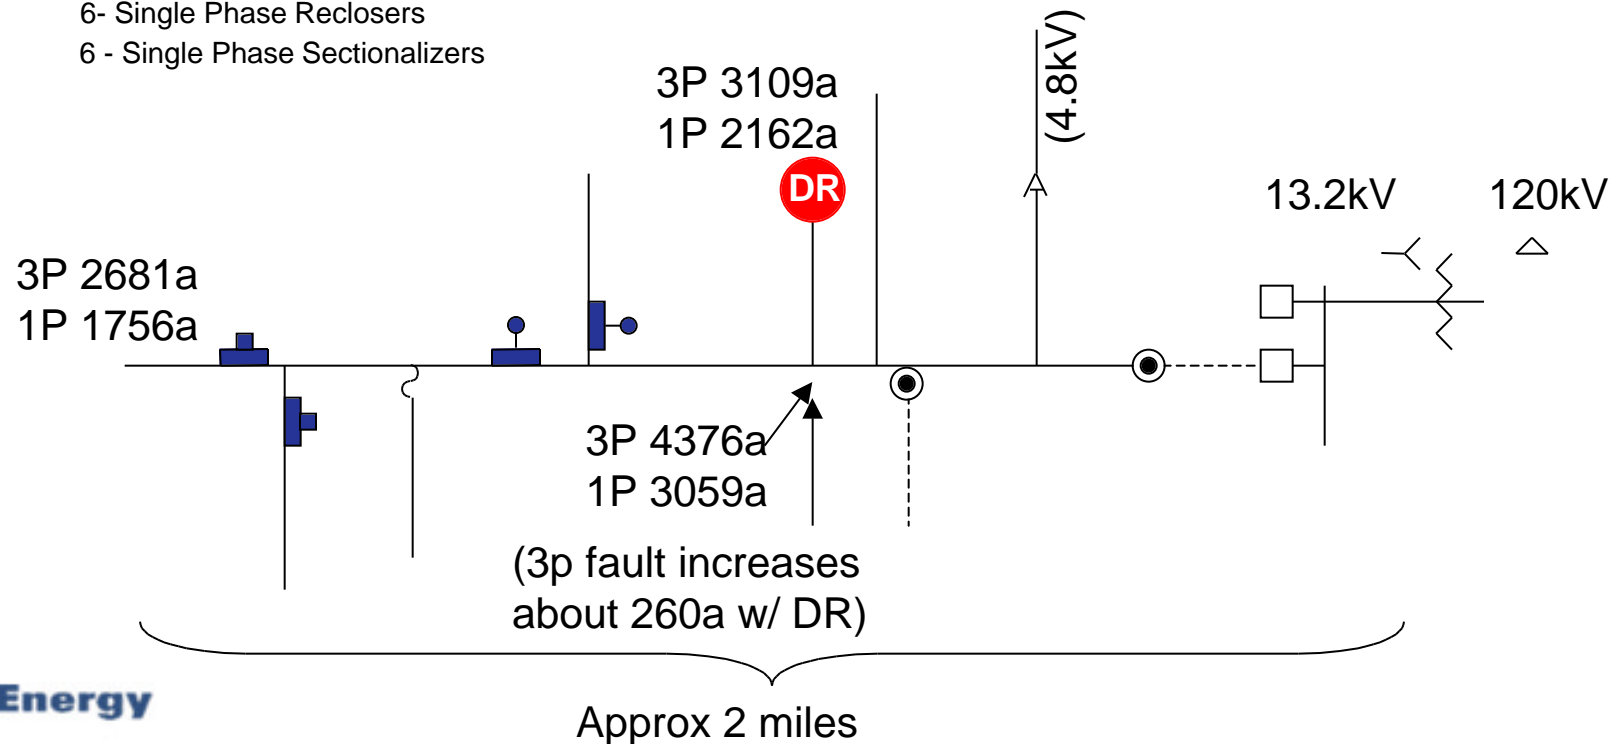 6- Single Phase Reclosers
6 - Single Phase Sectionalizers
3P 3109a
1P 2162a
DR
(4.8kV)
13.2kV
120kV
3P 2681a
1P 1756a
3P 4376a
1P 3059a
(3p fault increases
about 260a w/ DR)
Energy
Approx 2 miles